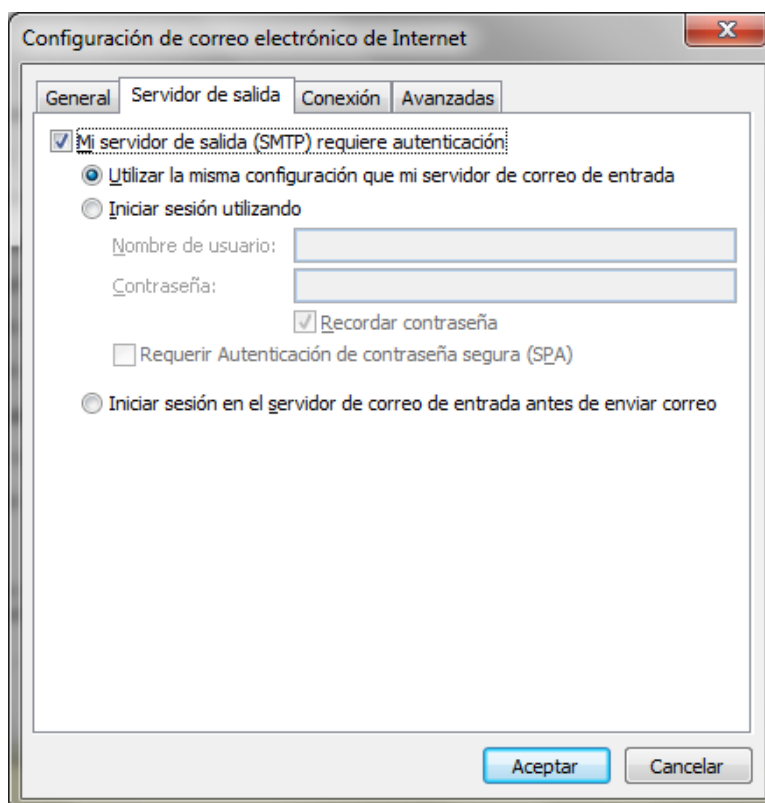 Configuración de correo electrónico de Internet
General Servidor de salida Conexión Avanzadas
Mi servidor de salida (SMTP) requiere autenticación
Utilizar la misma configuración que mi servidor de correo de entrada
Iniciar sesión utilizando
Nombre de usuario:
Contraseña:
Recordar contraseña
Requerir Autenticación de contraseña segura (SPA)
Iniciar sesión en el servidor de correo de entrada antes de enviar correo
Aceptar Cancelar